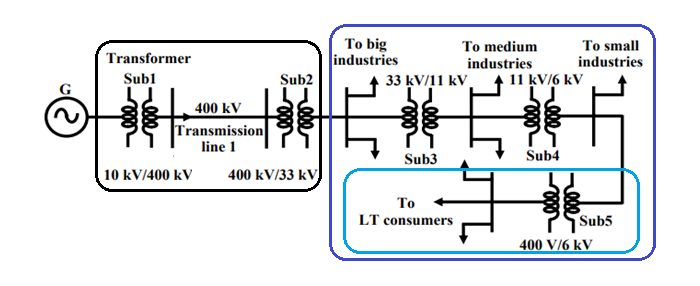 Transformer
Sub1
G
10 kV/400 kV
400 kV
Transmission
line 1
Sub2
400 kV/33 kV
To big
industries
33 kV/11 kV
Sub3
To medium
industries
11 kV/6 kV
Sub4
To small
industries
To
LT consumers
Sub5
400 V/6 kV